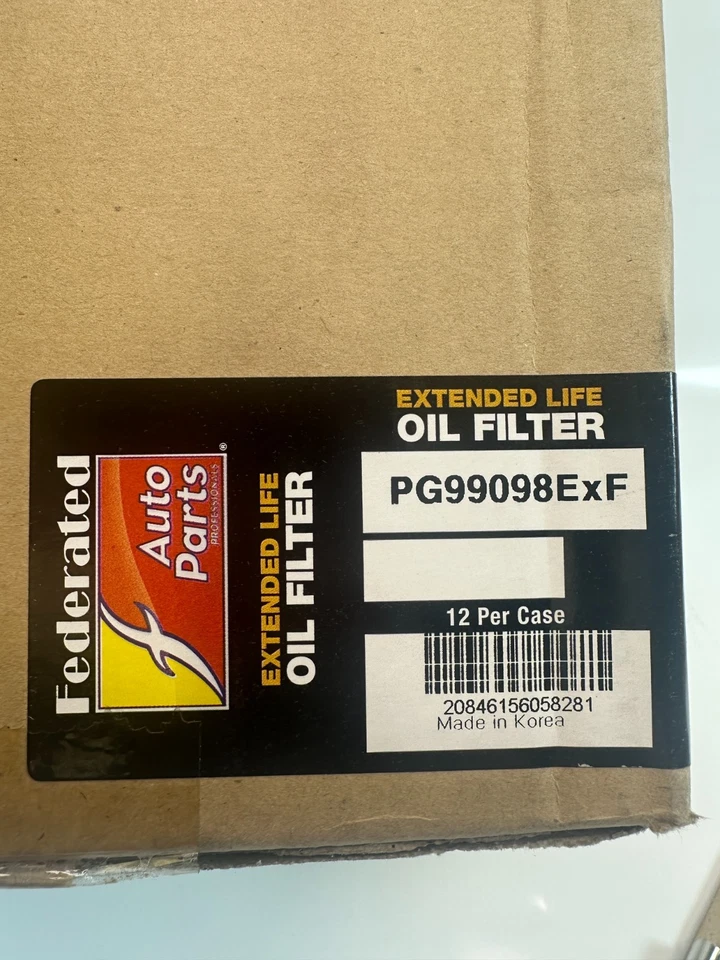 Federated
Auto
Parts
PROFESSIONALS
®
EXTENDED LIFE
OIL FILTER
EXTENDED LIFE
OIL FILTER
PG99098ExF
12 Per Case
20846156058281
Made in Korea